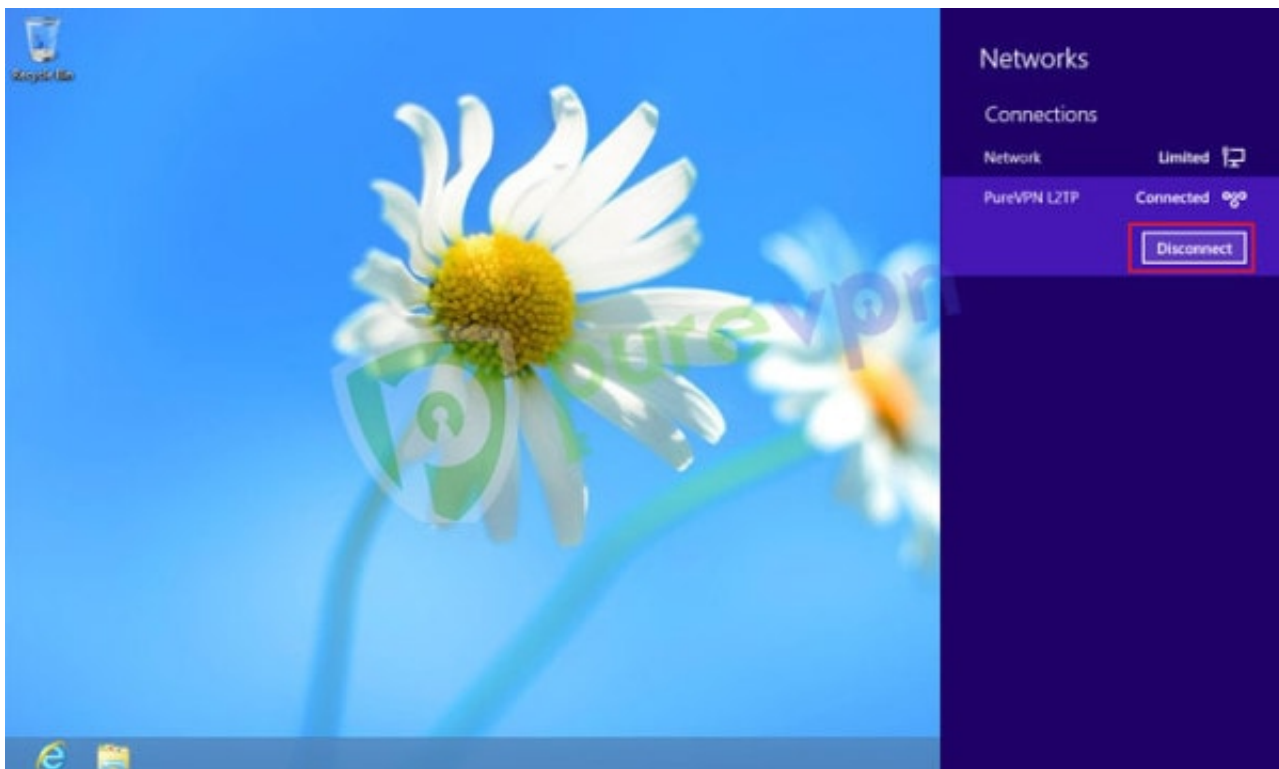 Recycle Bin
Networks
Connections
Network Limited
PureVPN L2TP Connected
Disconnect
purevpn